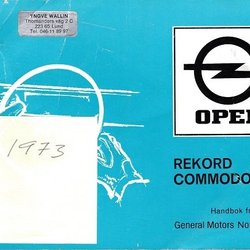 YNGVE WALLIN
Thomanders väg 2 C
223 65 Lund
Tel. 046-11 89 97
OPEL
1973
REKORD
COMMODO
Handbok f
General Motors No